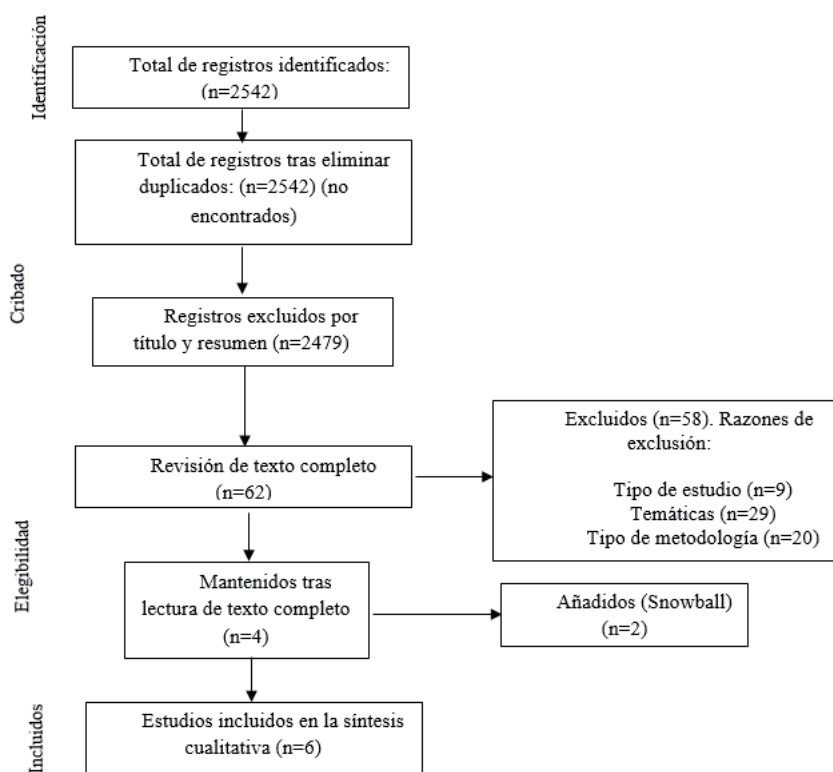 Identificación
Total de registros identificados:
(n=2542)
Total de registros tras eliminar
duplicados: (n=2542) (no
encontrados)
Cribado
Registros excluidos por
título y resumen (n=2479)
Excluidos (n=58). Razones de
exclusión:
Tipo de estudio (n=9)
Temáticas (n=29)
Tipo de metodología (n=20)
Revisión de texto completo
(n=62)
Elegibilidad
Mantenidos tras
lectura de texto completo
(n=4)
Añadidos (Snowball)
(n=2)
Incluidos
Estudios incluidos en la síntesis
cualitativa (n=6)